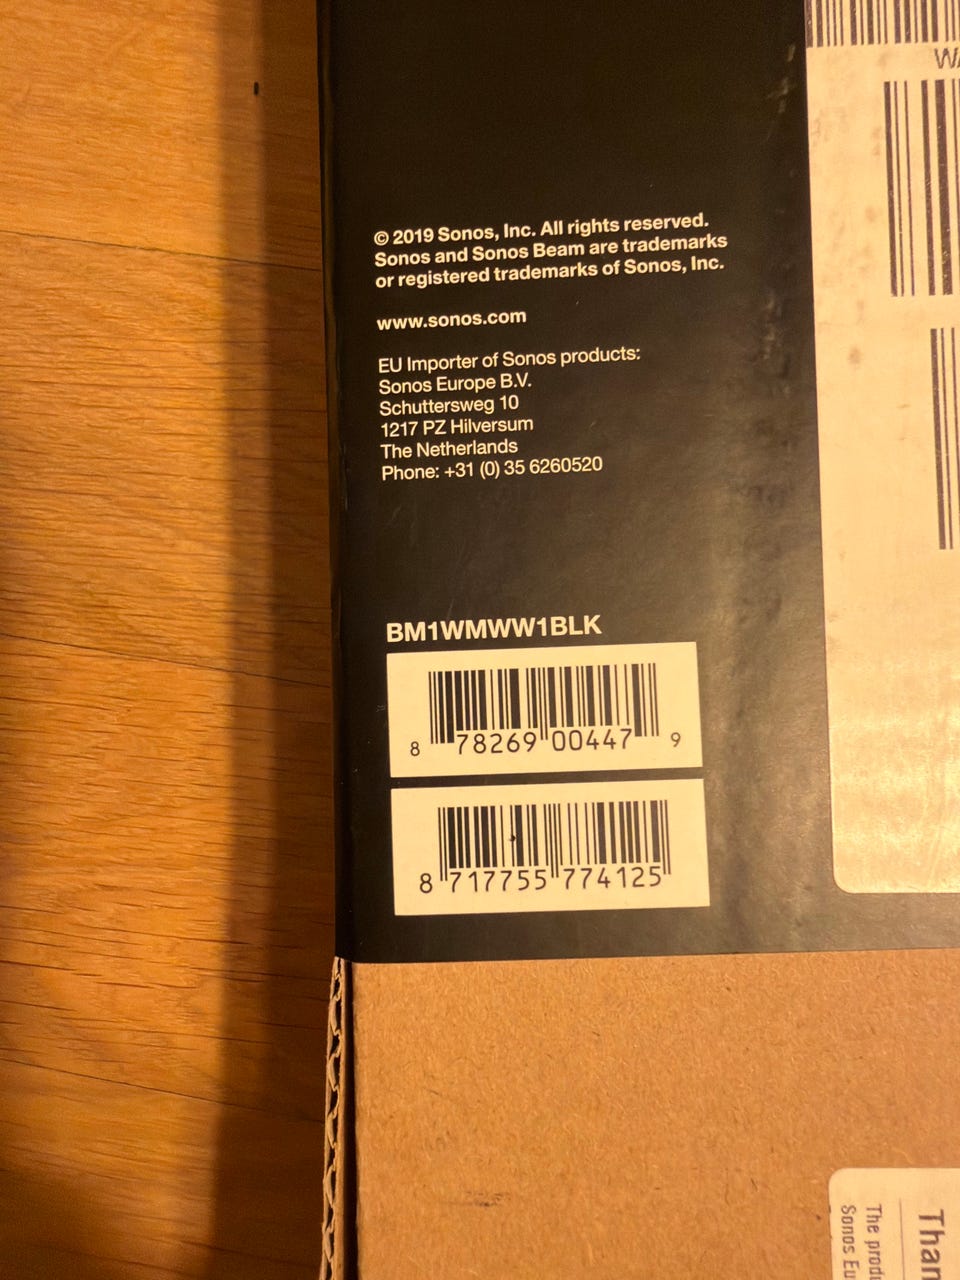 © 2019 Sonos, Inc. All rights reserved.
Sonos and Sonos Beam are trademarks
or registered trademarks of Sonos, Inc.
www.sonos.com
EU Importer of Sonos products:
Sonos Europe B.V.
Schuttersweg 10
1217 PZ Hilversum
The Netherlands
Phone: +31 (0) 35 6260520
BM1WMWW1BLK
8 78269 00447 9
8 717755 774125